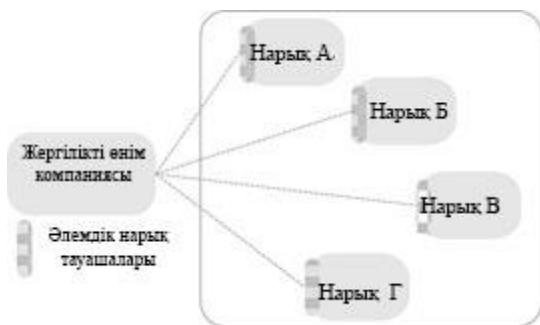 Нарық А
Нарық Б
Жергілікті өнім
компаниясы
Нарық В
Әлемдік нарық
тауашалары
Нарық Г